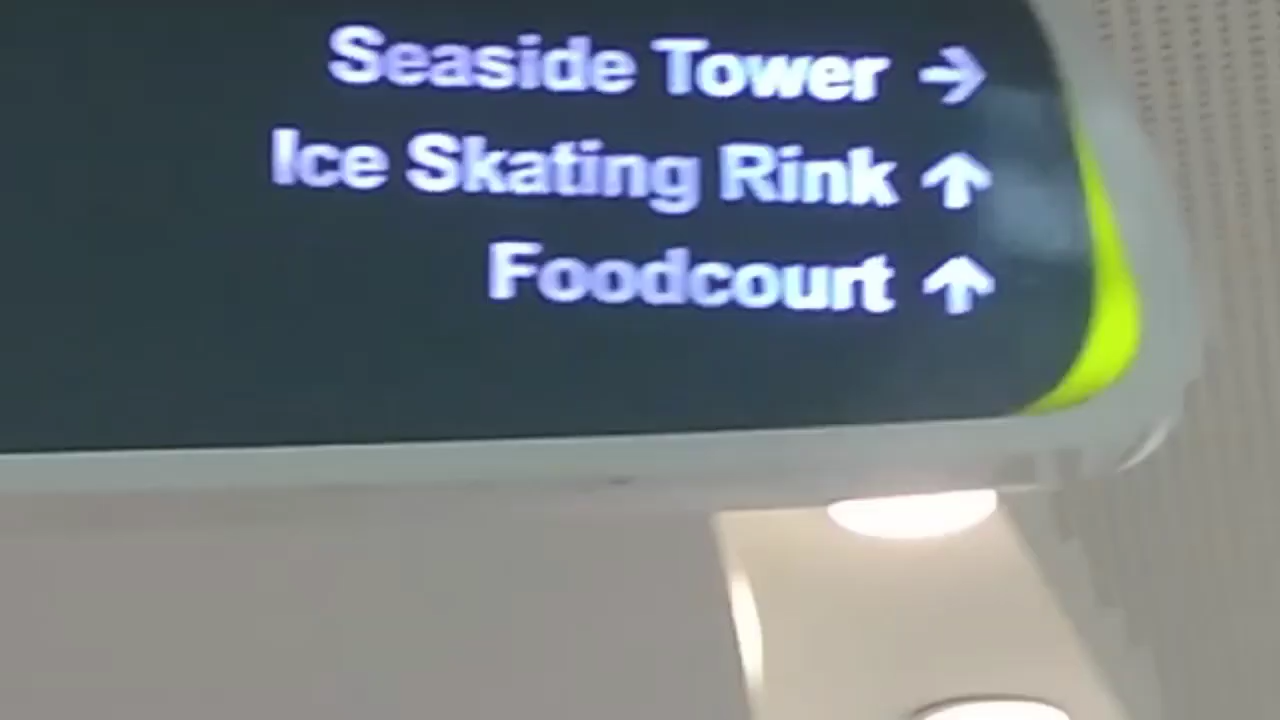 Seaside Tower →
Ice Skating Rink ↑
Foodcourt ↑